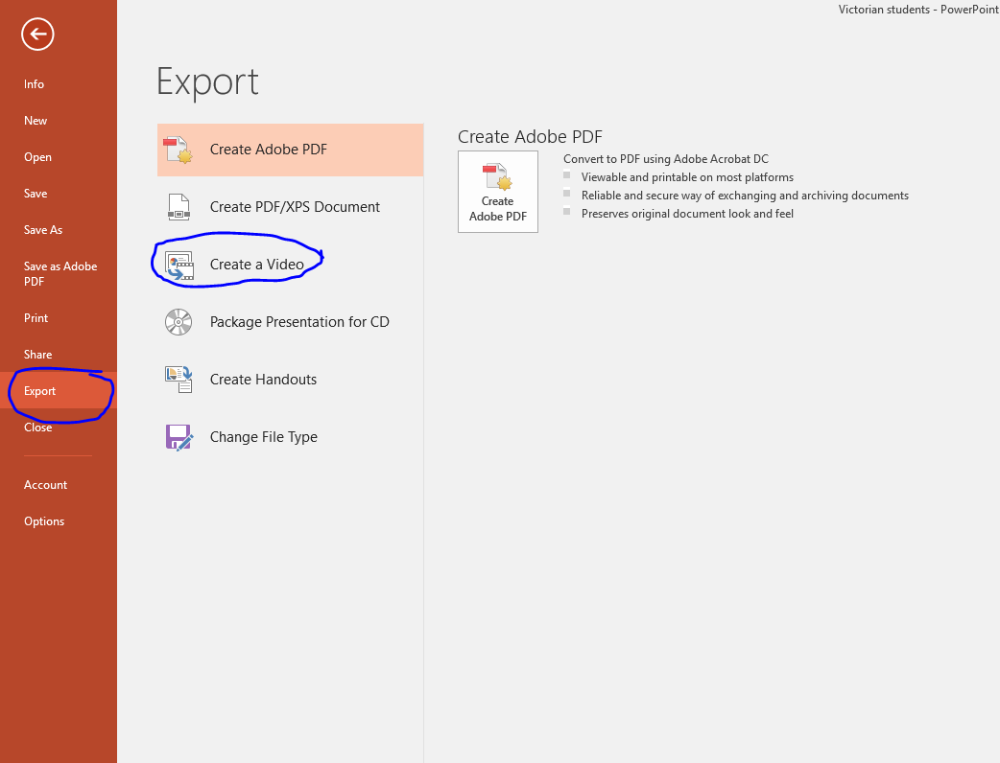 Victorian students - PowerPoint
Info
New
Open
Save
Save As
Save as Adobe
PDF
Print
Share
Export
Close
Account
Options
Export
Create Adobe PDF
Create PDF/XPS Document
Create a Video
Package Presentation for CD
Create Handouts
Change File Type
Create Adobe PDF
Create
Adobe PDF
Convert to PDF using Adobe Acrobat DC
Viewable and printable on most platforms
Reliable and secure way of exchanging and archiving documents
Preserves original document look and feel